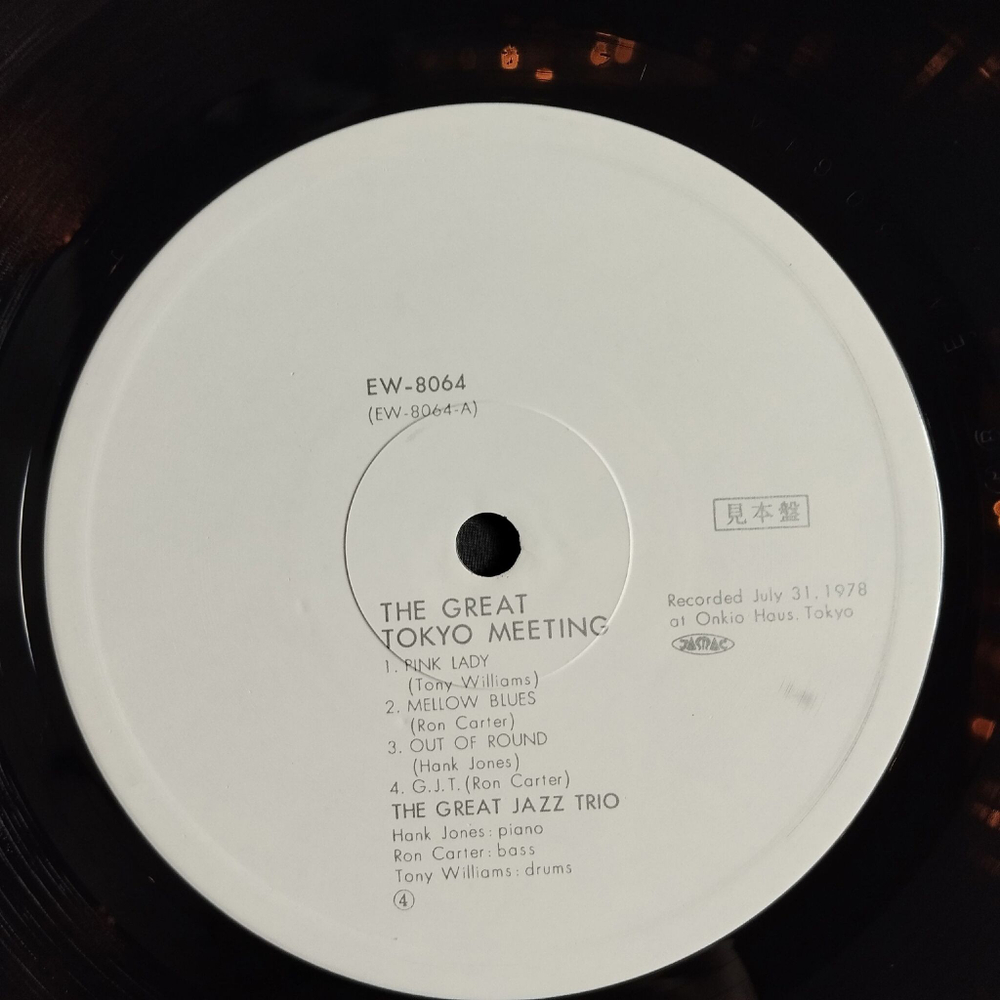 EW-8064
(EW-8064-A)
見本盤
Recorded July 31, 1978
at Onkio Haus, Tokyo
JASRAC
THE GREAT
TOKYO MEETING
1. PINK LADY
(Tony Williams)
2. MELLOW BLUES
(Ron Carter)
3. OUT OF ROUND
(Hank Jones)
4. G.J.T. (Ron Carter)
THE GREAT JAZZ TRIO
Hank Jones : piano
Ron Carter : bass
Tony Williams : drums
④